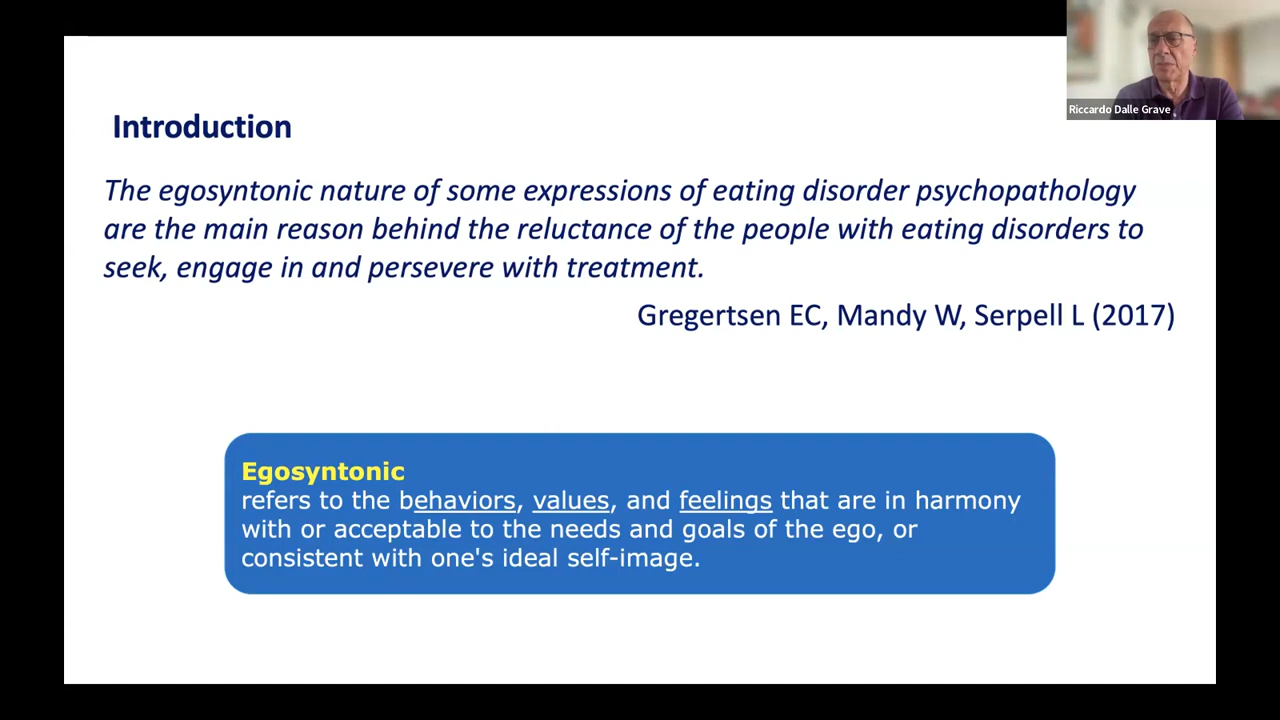 Riccardo Dalle Grave
Introduction
The egosyntonic nature of some expressions of eating disorder psychopathology
are the main reason behind the reluctance of the people with eating disorders to
seek, engage in and persevere with treatment.
Gregertsen EC, Mandy W, Serpell L (2017)
Egosyntonic
refers to the behaviors, values, and feelings that are in harmony
with or acceptable to the needs and goals of the ego, or
consistent with one's ideal self-image.